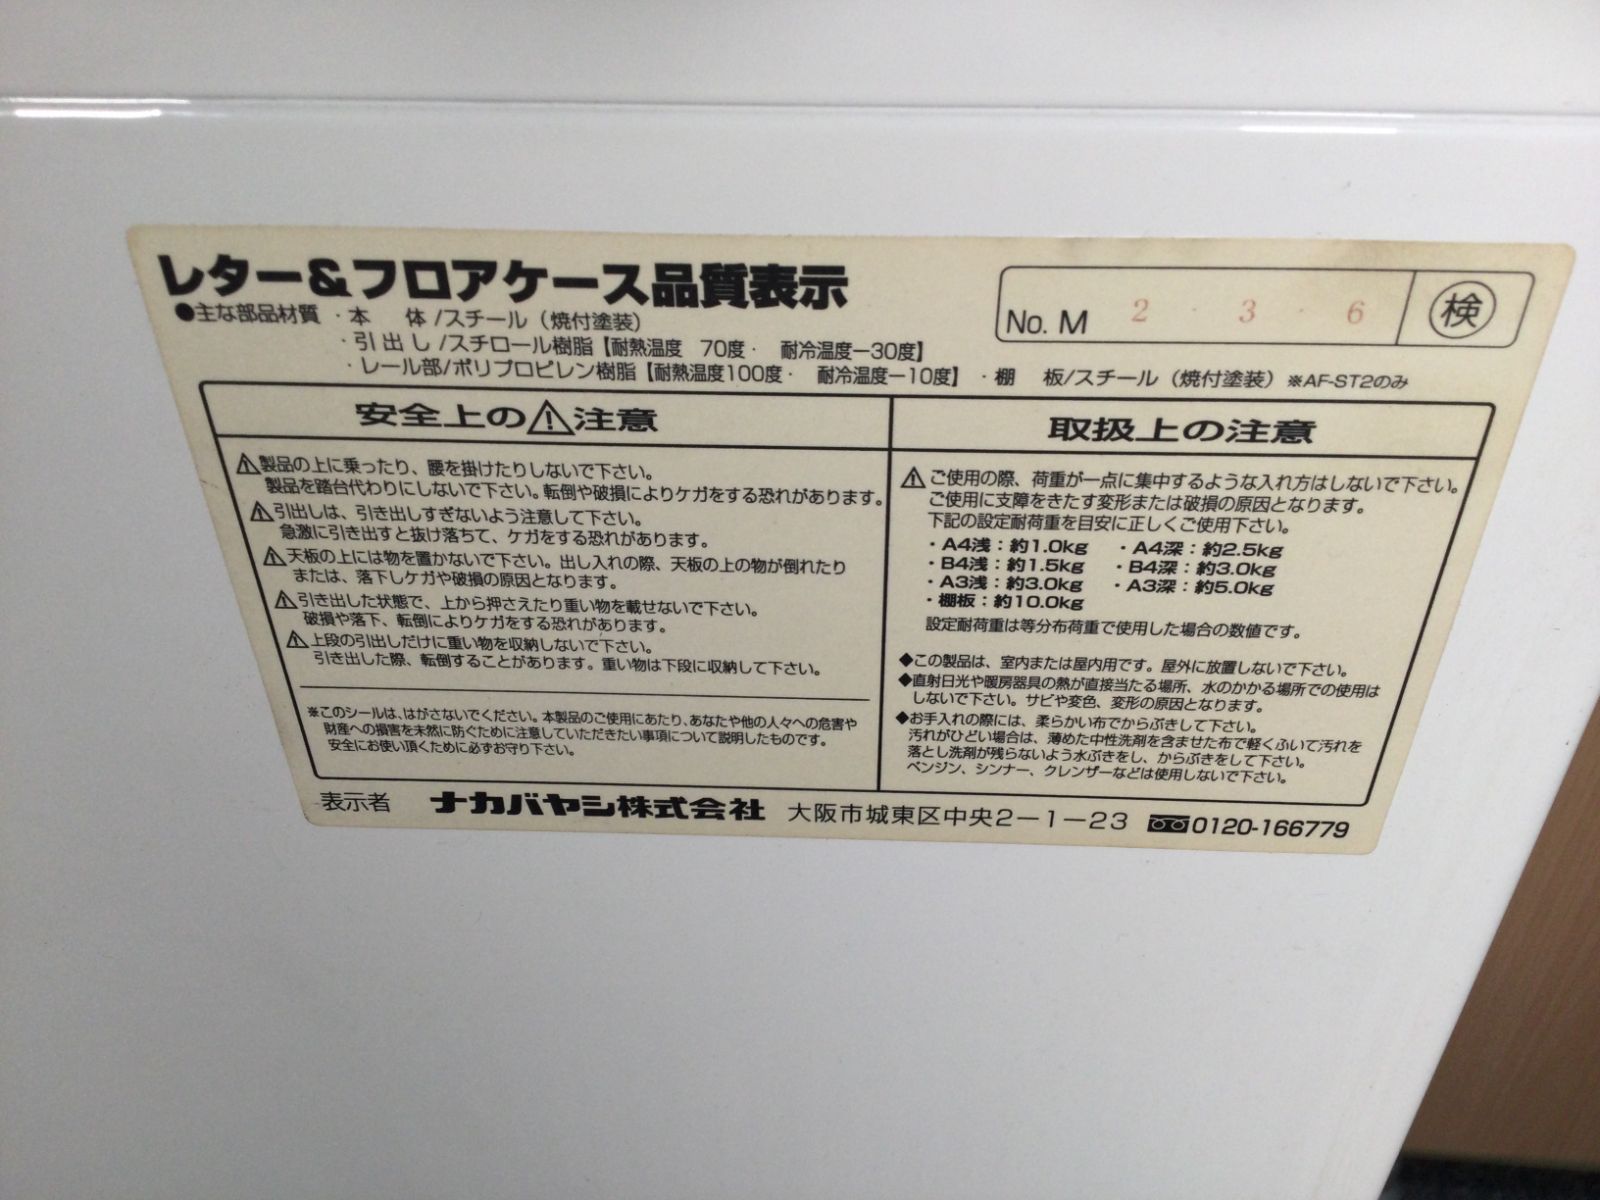 レター&フロアケース品質表示
No. M 2・3・6 検
●主な部品材質 ・本 体/スチール（焼付塗装）
・引出し/スチロール樹脂【耐熱温度 70度・ 耐冷温度−30度】
・レール部/ポリプロピレン樹脂【耐熱温度100度・ 耐冷温度−10度】 ・棚 板/スチール（焼付塗装）※AF-ST2のみ
安全上の⚠注意
⚠製品の上に乗ったり、腰を掛けたりしないで下さい。
製品を踏台代わりにしないで下さい。転倒や破損によりケガをする恐れがあります。
⚠引出しは、引き出しすぎないよう注意して下さい。
急激に引き出すと抜け落ちて、ケガをする恐れがあります。
⚠天板の上には物を置かないで下さい。出し入れの際、天板の上の物が倒れたり
または、落下しケガや破損の原因となります。
⚠引き出した状態で、上から押さえたり重い物を載せないで下さい。
破損や落下、転倒によりケガをする恐れがあります。
⚠上段の引出しだけに重い物を収納しないで下さい。
引き出した際、転倒することがあります。重い物は下段に収納して下さい。
※このシールは、はがさないでください。本製品のご使用にあたり、あなたや他の人々への危害や
財産への損害を未然に防ぐために注意していただきたい事項について説明したものです。
安全にお使い頂くために必ずお守り下さい。
取扱上の注意
⚠ご使用の際、荷重が一点に集中するような入れ方はしないで下さい。
ご使用に支障をきたす変形または破損の原因となります。
下記の設定耐荷重を目安に正しくご使用下さい。
・A4浅：約1.0kg ・A4深：約2.5kg
・B4浅：約1.5kg ・B4深：約3.0kg
・A3浅：約3.0kg ・A3深：約5.0kg
・棚板：約10.0kg
設定耐荷重は等分布荷重で使用した場合の数値です。
◆この製品は、室内または屋内用です。屋外に放置しないで下さい。
◆直射日光や暖房器具の熱が直接当たる場所、水のかかる場所での使用は
しないで下さい。サビや変色、変形の原因となります。
◆お手入れの際には、柔らかい布でからぶきして下さい。
汚れがひどい場合は、薄めた中性洗剤を含ませた布で軽くふいて汚れを
落とし洗剤が残らないよう水ぶきをし、からぶきをして下さい。
ベンジン、シンナー、クレンザーなどは使用しないで下さい。
表示者 ナカバヤシ株式会社 大阪市城東区中央2−1−23 0120-166779